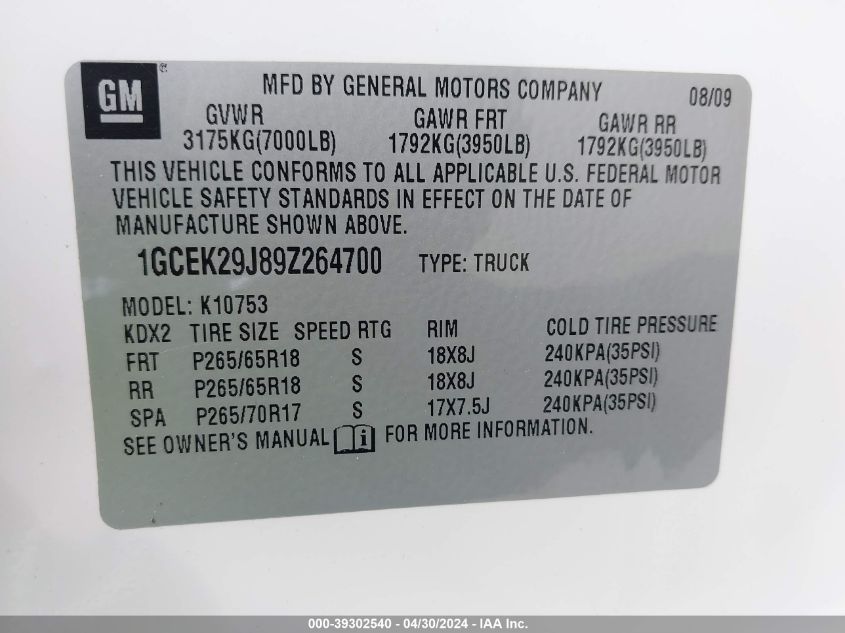 GM
MFD BY GENERAL MOTORS COMPANY 08/09
GVWR GAWR FRT GAWR RR
3175KG(7000LB) 1792KG(3950LB) 1792KG(3950LB)
THIS VEHICLE CONFORMS TO ALL APPLICABLE U.S. FEDERAL MOTOR
VEHICLE SAFETY STANDARDS IN EFFECT ON THE DATE OF
MANUFACTURE SHOWN ABOVE.
1GCEK29J89Z264700 TYPE: TRUCK
MODEL: K10753
KDX2 TIRE SIZE SPEED RTG RIM COLD TIRE PRESSURE
FRT P265/65R18 S 18X8J 240KPA(35PSI)
RR P265/65R18 S 18X8J 240KPA(35PSI)
SPA P265/70R17 S 17X7.5J 240KPA(35PSI)
SEE OWNER'S MANUAL i FOR MORE INFORMATION.
000-39302540 - 04/30/2024 - IAA Inc.